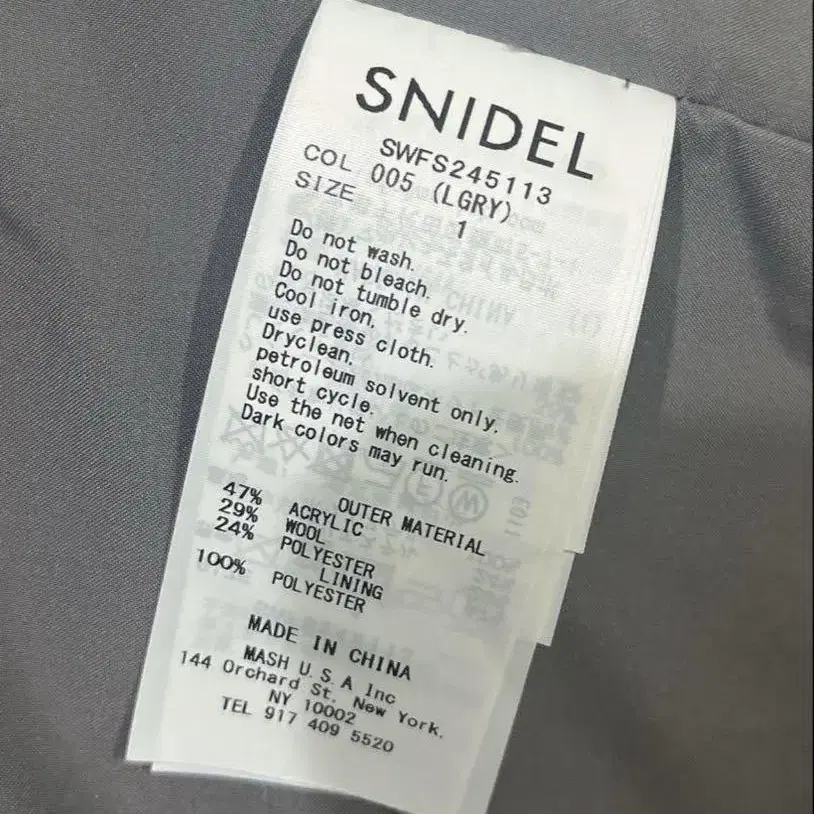 SNIDEL
SWFS245113
COL 005 (LGRY)
SIZE 1
Do not wash.
Do not bleach.
Do not tumble dry.
Cool iron.
use press cloth.
Dryclean.
petroleum solvent only.
short cycle.
Use the net when cleaning.
Dark colors may run.
OUTER MATERIAL
47% ACRYLIC
29% WOOL
24% POLYESTER
LINING
100% POLYESTER
MADE IN CHINA
MASH U.S.A Inc
144 Orchard St. New York.
NY 10002
TEL 917 409 5520